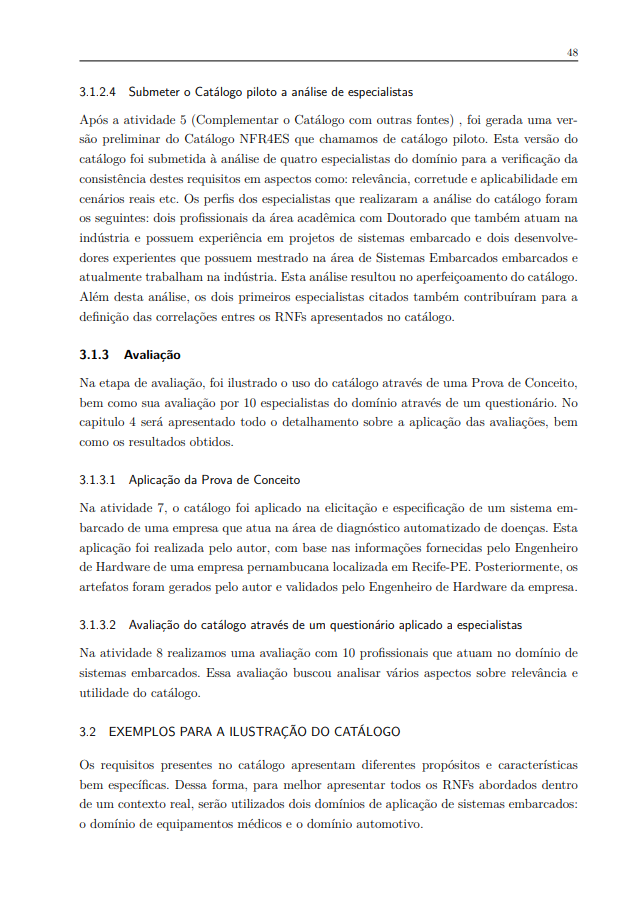 48
3.1.2.4 Submeter o Catálogo piloto a análise de especialistas
Após a atividade 5 (Complementar o Catálogo com outras fontes) , foi gerada uma ver-
são preliminar do Catálogo NFR4ES que chamamos de catálogo piloto. Esta versão do
catálogo foi submetida à análise de quatro especialistas do domínio para a verificação da
consistência destes requisitos em aspectos como: relevância, corretude e aplicabilidade em
cenários reais etc. Os perfis dos especialistas que realizaram a análise do catálogo foram
os seguintes: dois profissionais da área acadêmica com Doutorado que também atuam na
indústria e possuem experiência em projetos de sistemas embarcado e dois desenvolve-
dores experientes que possuem mestrado na área de Sistemas Embarcados embarcados e
atualmente trabalham na indústria. Esta análise resultou no aperfeiçoamento do catálogo.
Além desta análise, os dois primeiros especialistas citados também contribuíram para a
definição das correlações entres os RNFs apresentados no catálogo.
3.1.3 Avaliação
Na etapa de avaliação, foi ilustrado o uso do catálogo através de uma Prova de Conceito,
bem como sua avaliação por 10 especialistas do domínio através de um questionário. No
capitulo 4 será apresentado todo o detalhamento sobre a aplicação das avaliações, bem
como os resultados obtidos.
3.1.3.1 Aplicação da Prova de Conceito
Na atividade 7, o catálogo foi aplicado na elicitação e especificação de um sistema em-
barcado de uma empresa que atua na área de diagnóstico automatizado de doenças. Esta
aplicação foi realizada pelo autor, com base nas informações fornecidas pelo Engenheiro
de Hardware de uma empresa pernambucana localizada em Recife-PE. Posteriormente, os
artefatos foram gerados pelo autor e validados pelo Engenheiro de Hardware da empresa.
3.1.3.2 Avaliação do catálogo através de um questionário aplicado a especialistas
Na atividade 8 realizamos uma avaliação com 10 profissionais que atuam no domínio de
sistemas embarcados. Essa avaliação buscou analisar vários aspectos sobre relevância e
utilidade do catálogo.
3.2 EXEMPLOS PARA A ILUSTRAÇÃO DO CATÁLOGO
Os requisitos presentes no catálogo apresentam diferentes propósitos e características
bem específicas. Dessa forma, para melhor apresentar todos os RNFs abordados dentro
de um contexto real, serão utilizados dois domínios de aplicação de sistemas embarcados:
o domínio de equipamentos médicos e o domínio automotivo.